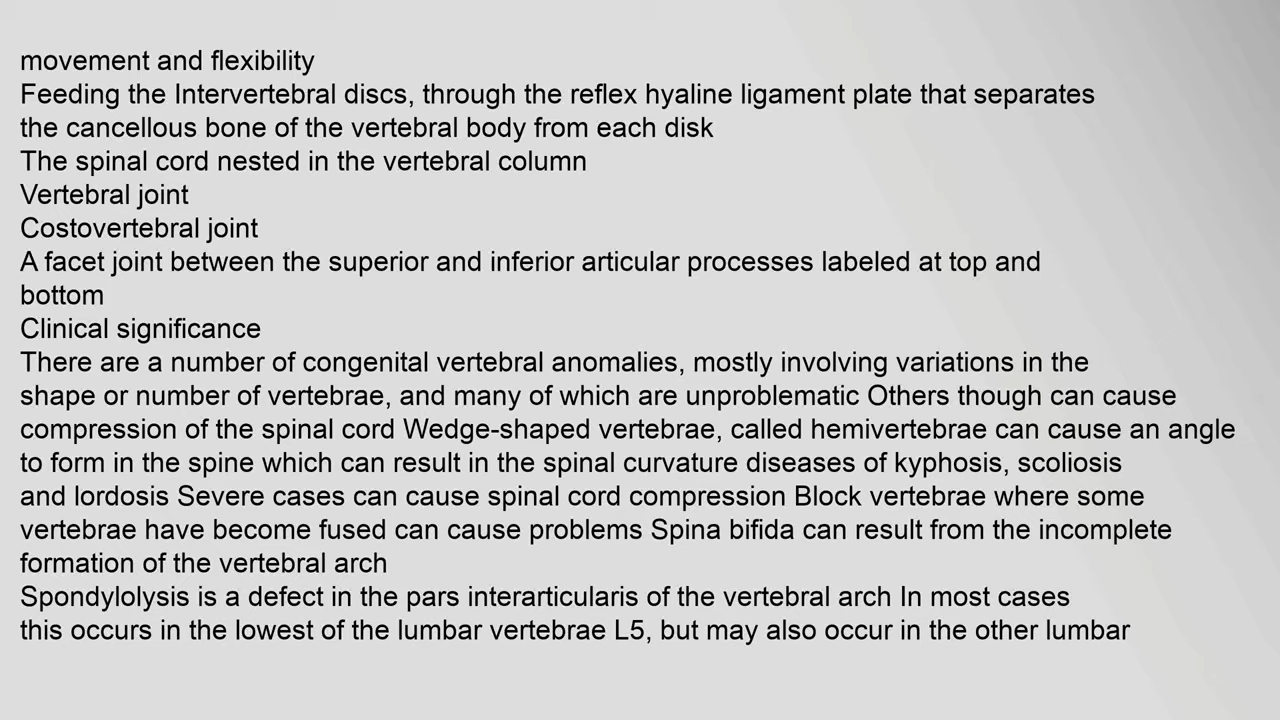 movement and flexibility
Feeding the Intervertebral discs, through the reflex hyaline ligament plate that separates
the cancellous bone of the vertebral body from each disk
The spinal cord nested in the vertebral column
Vertebral joint
Costovertebral joint
A facet joint between the superior and inferior articular processes labeled at top and
bottom
Clinical significance
There are a number of congenital vertebral anomalies, mostly involving variations in the
shape or number of vertebrae, and many of which are unproblematic Others though can cause
compression of the spinal cord Wedge-shaped vertebrae, called hemivertebrae can cause an angle
to form in the spine which can result in the spinal curvature diseases of kyphosis, scoliosis
and lordosis Severe cases can cause spinal cord compression Block vertebrae where some
vertebrae have become fused can cause problems Spina bifida can result from the incomplete
formation of the vertebral arch
Spondylolysis is a defect in the pars interarticularis of the vertebral arch In most cases
this occurs in the lowest of the lumbar vertebrae L5, but may also occur in the other lumbar